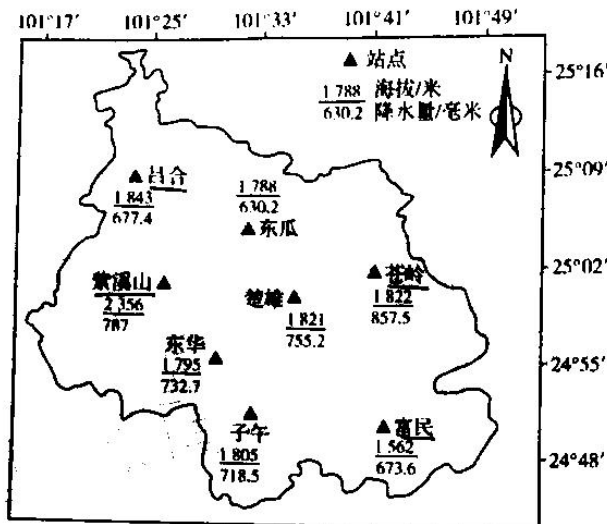 101°17′ 101°25′ 101°33′ 101°41′ 101°49′
▲ 站点
N
25°16′
1 788 海拔/米
630.2 降水量/毫米
25°09′
吕合
1 843
677.4
1 788
630.2
东瓜
25°02′
紫溪山
2 356
787
楚雄
1 821
755.2
苍岭
1 822
857.5
东华
1 795
732.7
24°55′
子午
1 805
718.5
富民
1 562
673.6
24°48′